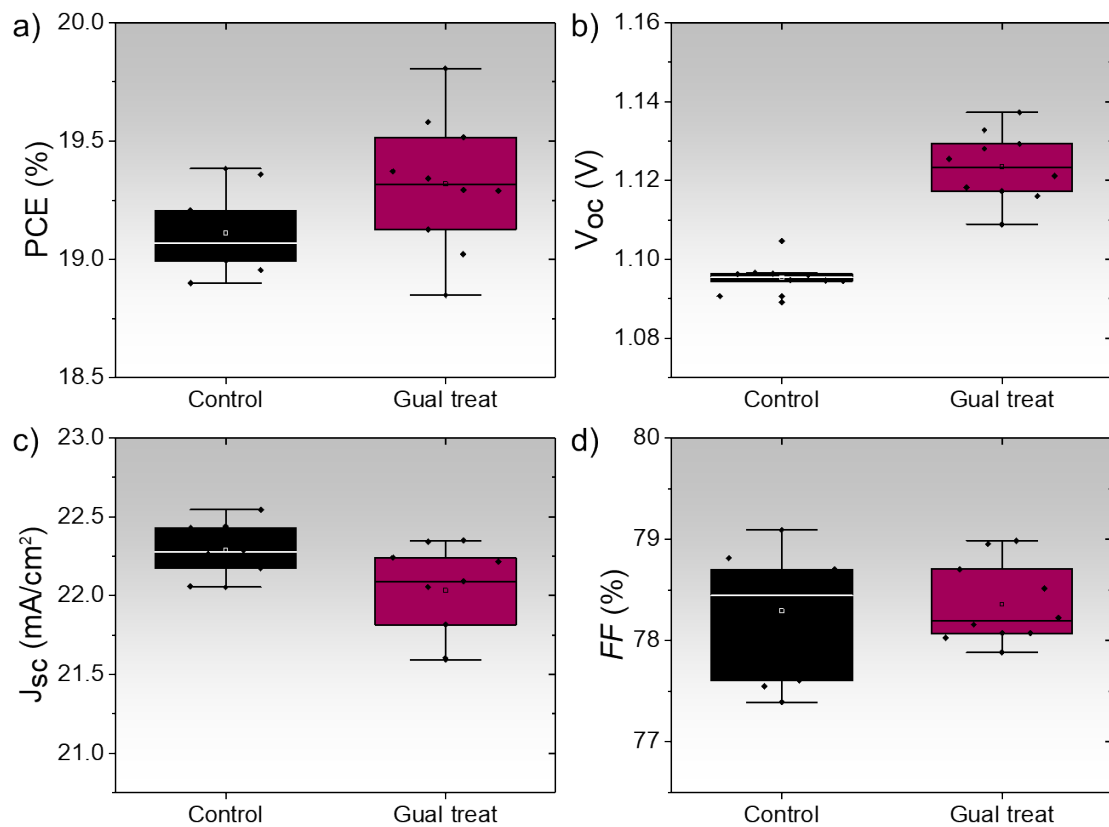 a)
20.0
19.5
19.0
18.5
PCE (%)
Control
Gual treat
b)
1.16
1.14
1.12
1.10
1.08
Voc (V)
Control
Gual treat
c)
23.0
22.5
22.0
21.5
21.0
Jsc (mA/cm²)
Control
Gual treat
d)
80
79
78
77
FF (%)
Control
Gual treat